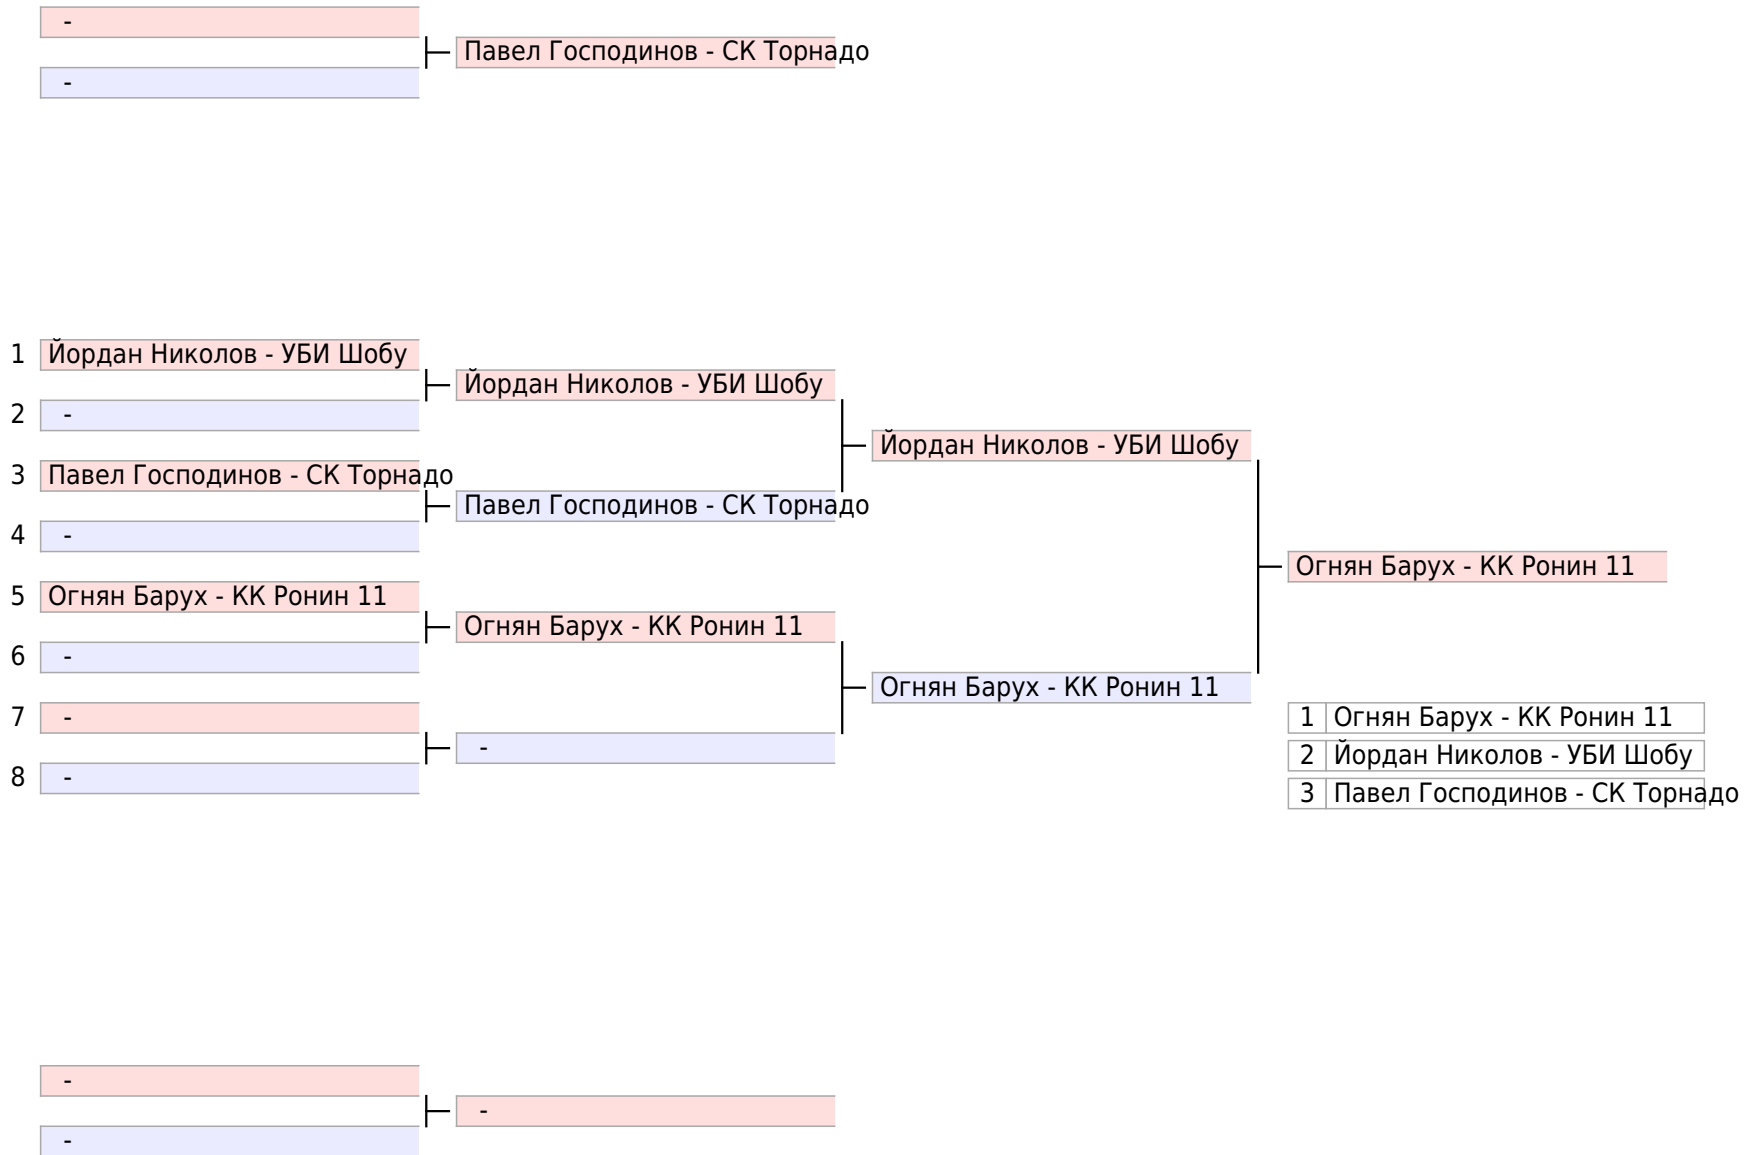 -
Павел Господинов - СК Торнадо
-
1 Йордан Николов - УБИ Шобу
Йордан Николов - УБИ Шобу
2 -
Йордан Николов - УБИ Шобу
3 Павел Господинов - СК Торнадо
Павел Господинов - СК Торнадо
4 -
Огнян Барух - КК Ронин 11
5 Огнян Барух - КК Ронин 11
Огнян Барух - КК Ронин 11
6 -
Огнян Барух - КК Ронин 11
7 -
1 Огнян Барух - КК Ронин 11
-
2 Йордан Николов - УБИ Шобу
8 -
3 Павел Господинов - СК Торнадо
-
-
-